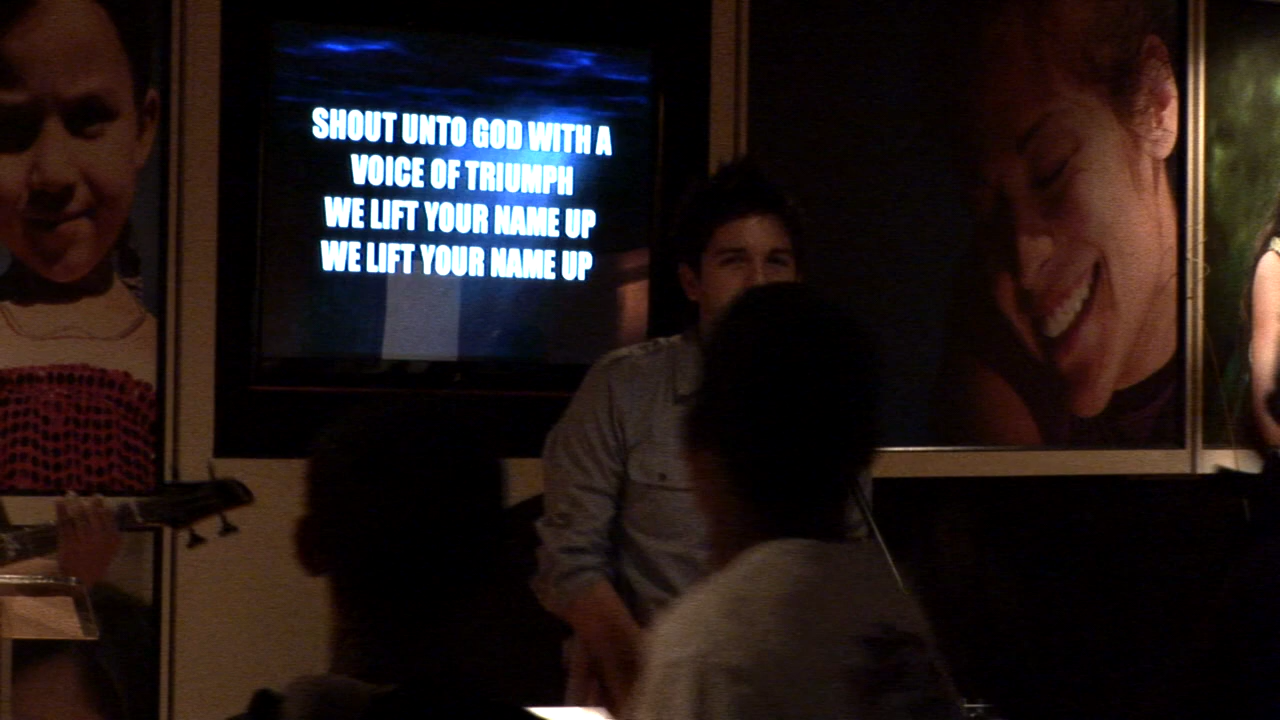 SHOUT UNTO GOD WITH A
VOICE OF TRIUMPH
WE LIFT YOUR NAME UP
WE LIFT YOUR NAME UP